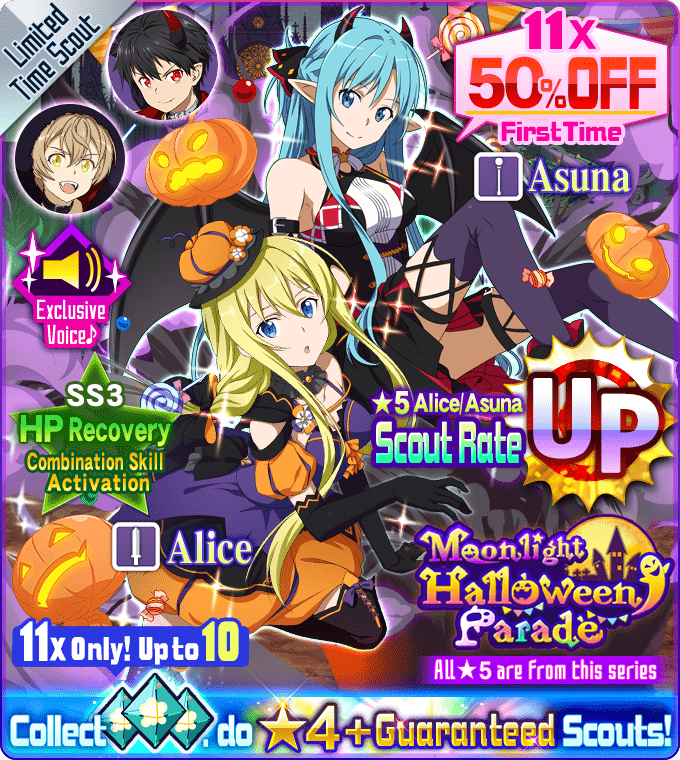 Limited
Time Scout
11x
50%OFF
First Time
Asuna
Exclusive
Voice♪
SS3
HP Recovery
Combination Skill
Activation
★5 Alice/Asuna
Scout Rate
UP
Alice
Moonlight
Halloween
Parade
11x Only! Up to 10
All ★5 are from this series
Collect , do ★4+Guaranteed Scouts!